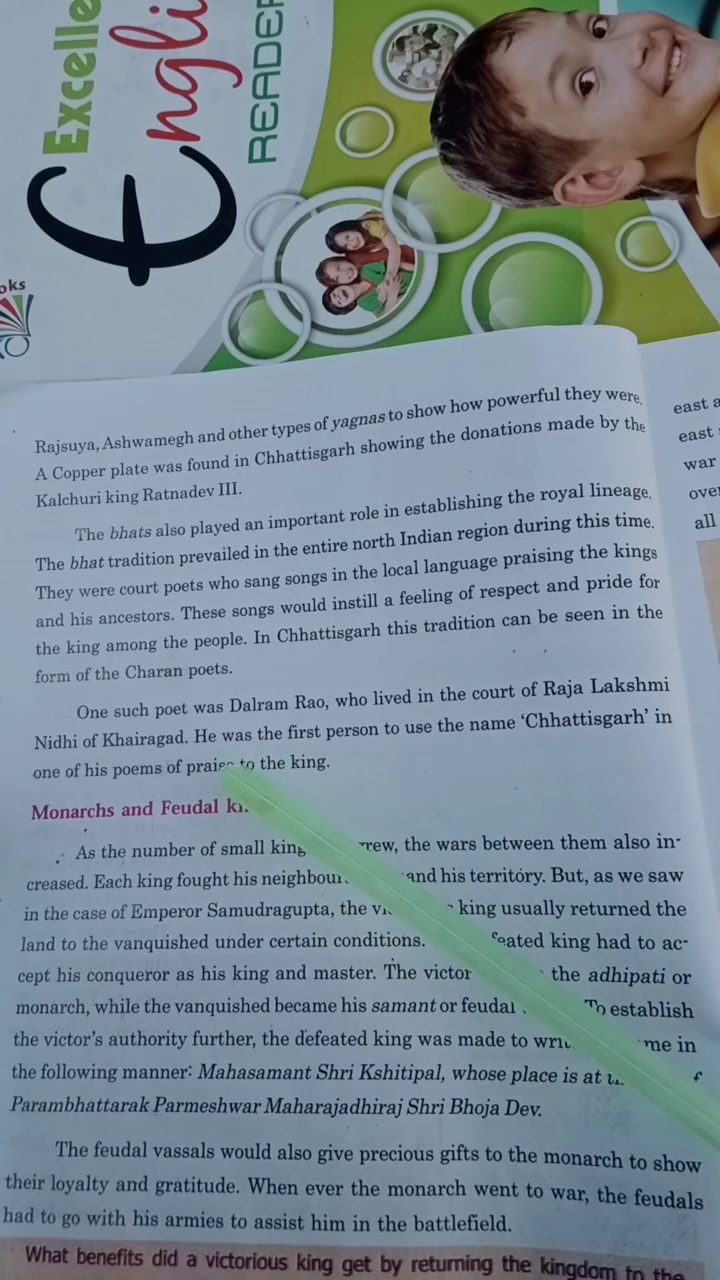 Excelle
Engli
READER
oks
Rajsuya, Ashwamegh and other types of yagnas to show how powerful they were.
A Copper plate was found in Chhattisgarh showing the donations made by the
Kalchuri king Ratnadev III.
The bhats also played an important role in establishing the royal lineage.
The bhat tradition prevailed in the entire north Indian region during this time.
They were court poets who sang songs in the local language praising the kings
and his ancestors. These songs would instill a feeling of respect and pride for
the king among the people. In Chhattisgarh this tradition can be seen in the
form of the Charan poets.
One such poet was Dalram Rao, who lived in the court of Raja Lakshmi
Nidhi of Khairagad. He was the first person to use the name ‘Chhattisgarh’ in
one of his poems of praise to the king.
Monarchs and Feudal
As the number of small king rew, the wars between them also in-
creased. Each king fought his neighbour and his territory. But, as we saw
in the case of Emperor Samudragupta, the king usually returned the
land to the vanquished under certain conditions. feated king had to ac-
cept his conqueror as his king and master. The victor the adhipati or
monarch, while the vanquished became his samant or feudal To establish
the victor's authority further, the defeated king was made to me in
the following manner: Mahasamant Shri Kshitipal, whose place is at
Parambhattarak Parmeshwar Maharajadhiraj Shri Bhoja Dev.
The feudal vassals would also give precious gifts to the monarch to show
their loyalty and gratitude. When ever the monarch went to war, the feudals
had to go with his armies to assist him in the battlefield.
What benefits did a victorious king get by returning the kingdom to the
east a
east
war
over
all